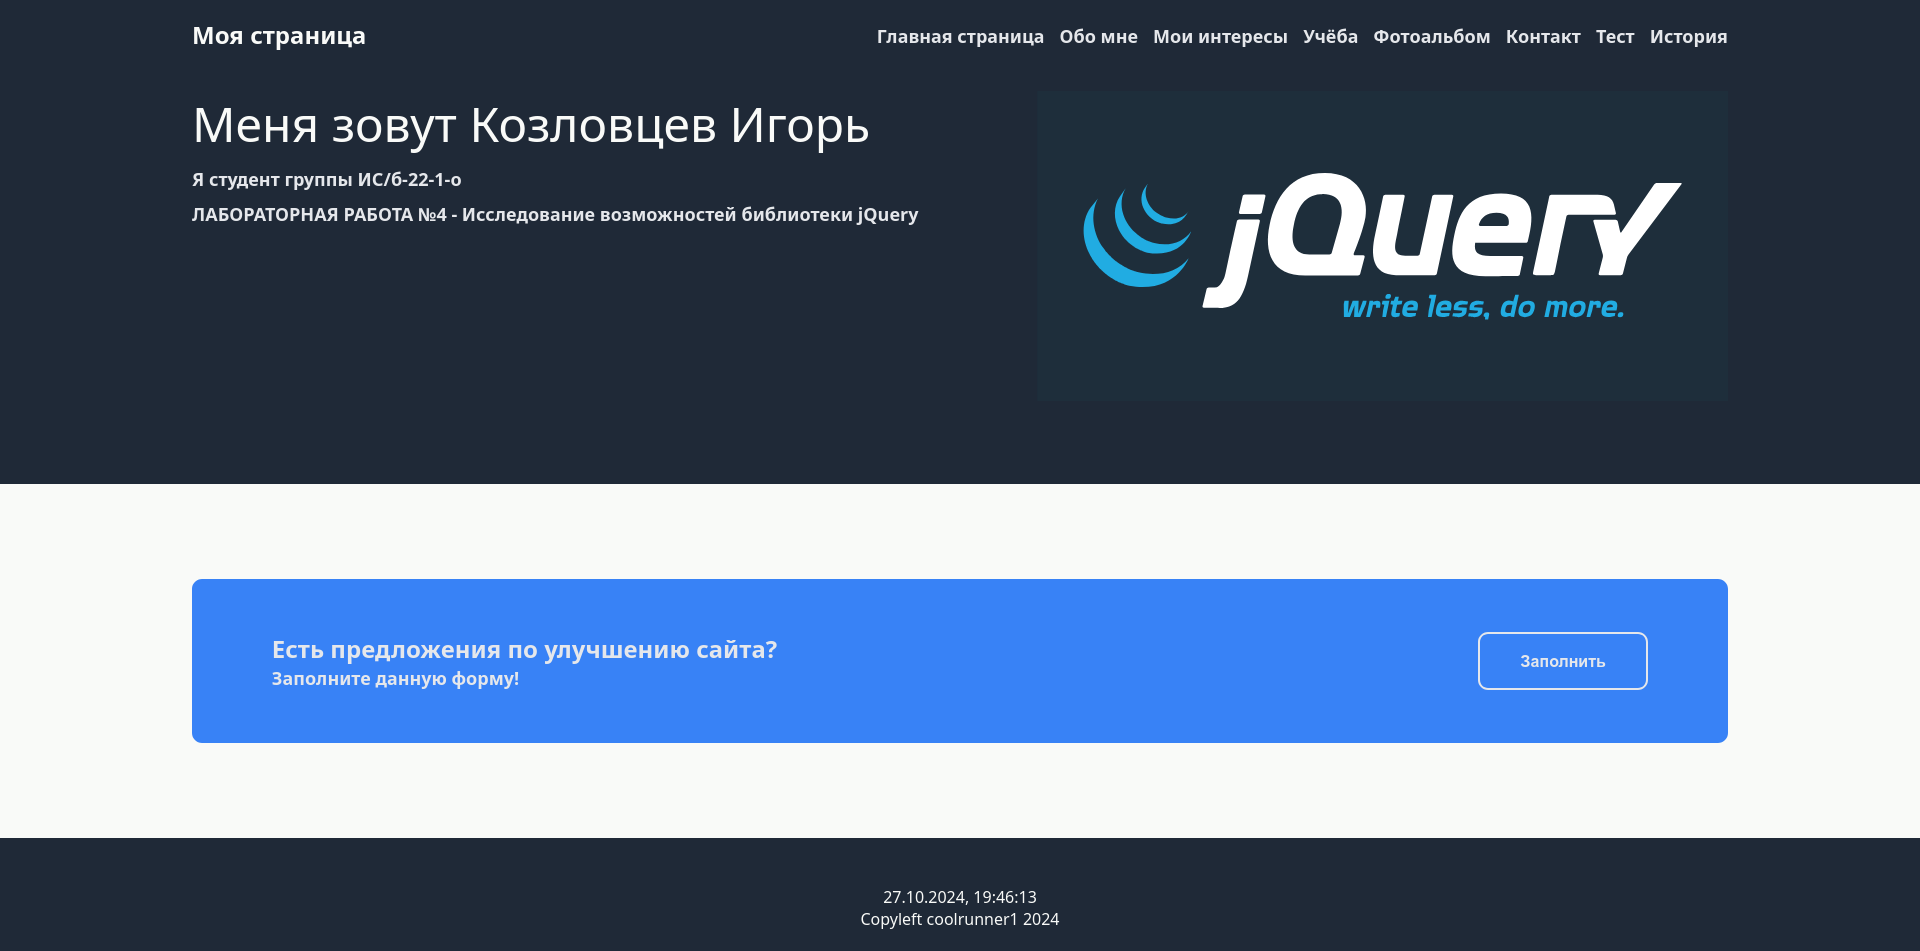 Моя страница
Главная страница Обо мне Мои интересы Учёба Фотоальбом Контакт Тест История
Меня зовут Козловцев Игорь
Я студент группы ИС/б-22-1-о
ЛАБОРАТОРНАЯ РАБОТА №4 - Исследование возможностей библиотеки jQuery
jQuery
write less, do more.
Есть предложения по улучшению сайта?
Заполните данную форму!
Заполнить
27.10.2024, 19:46:13
Copyleft coolrunner1 2024